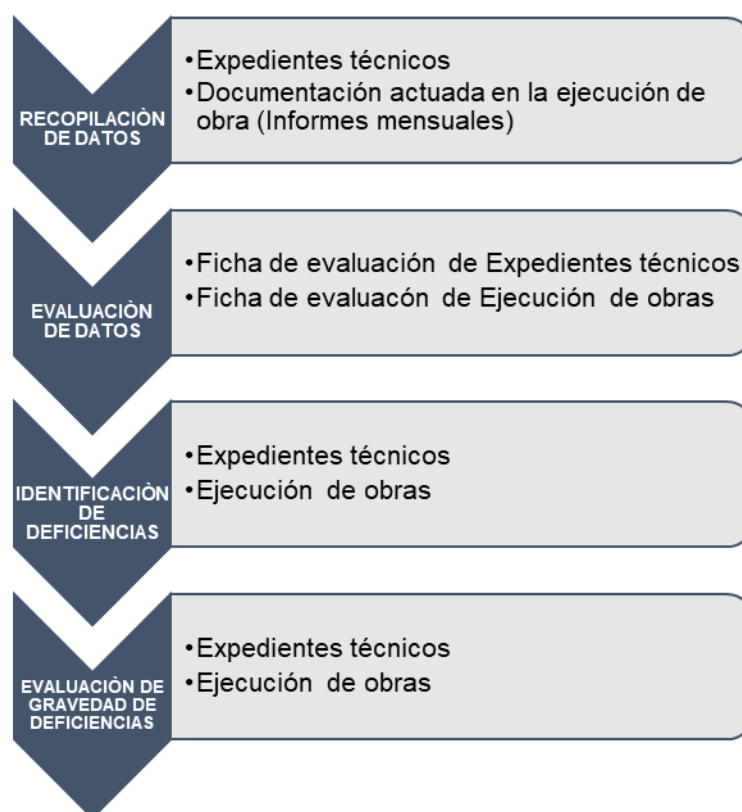 RECOPILACIÒN
DE DATOS
•Expedientes técnicos
•Documentación actuada en la ejecución de
obra (Informes mensuales)
EVALUACIÒN
DE DATOS
•Ficha de evaluación de Expedientes técnicos
•Ficha de evaluacón de Ejecución de obras
IDENTIFICACIÒN
DE
DEFICIENCIAS
•Expedientes técnicos
•Ejecución de obras
EVALUACIÒN DE
GRAVEDAD DE
DEFICIENCIAS
•Expedientes técnicos
•Ejecución de obras